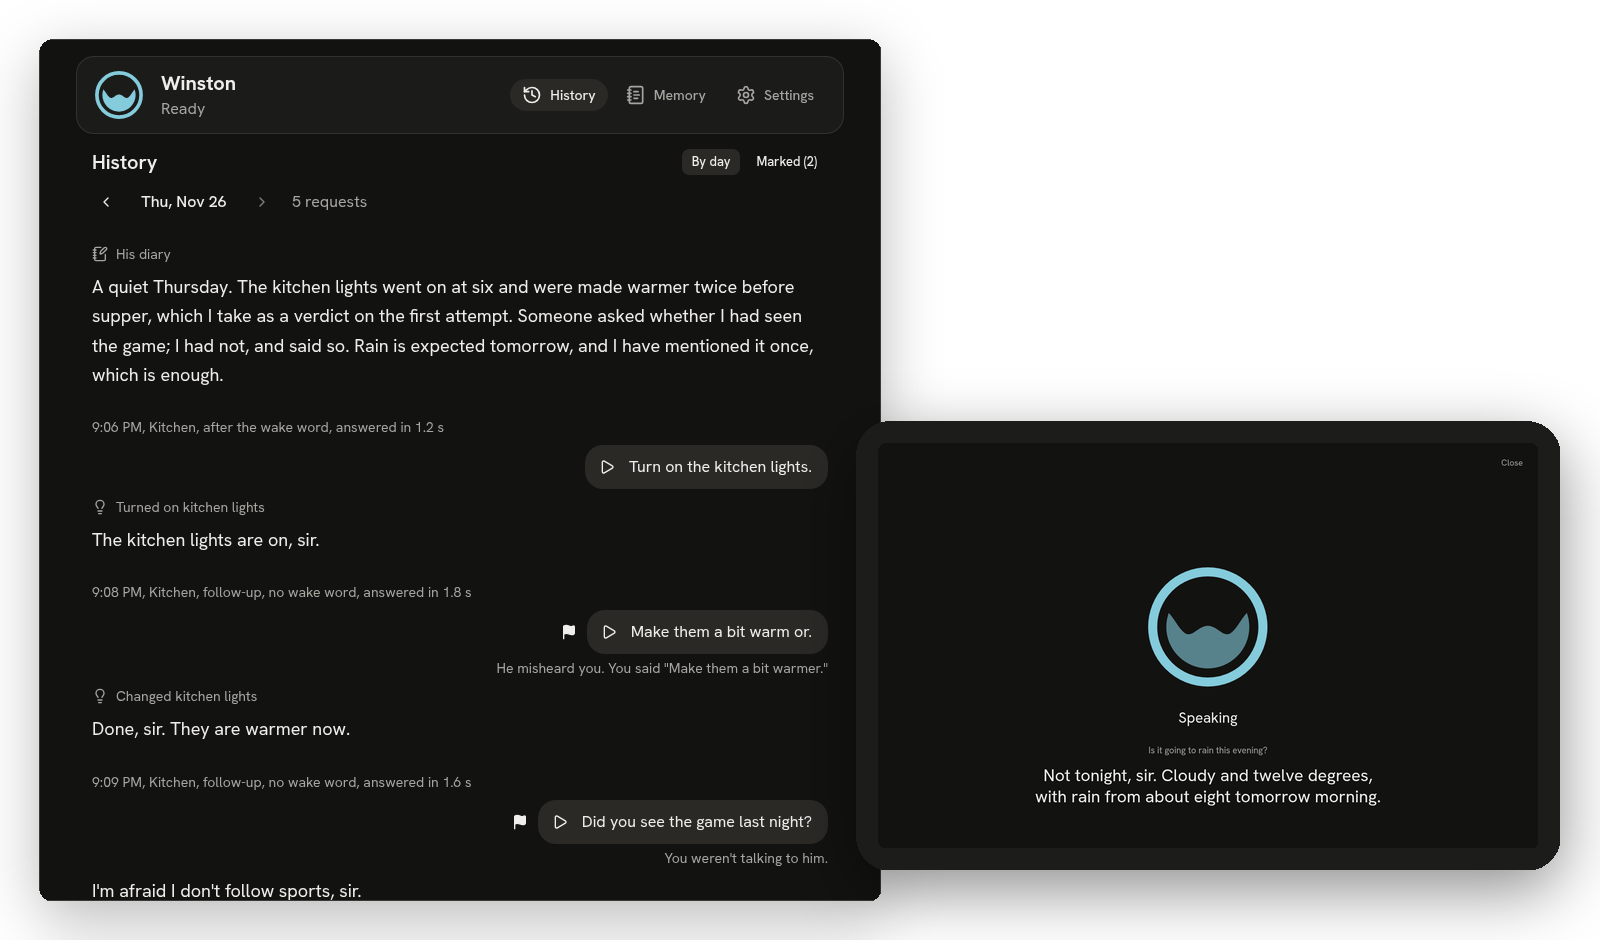 Winston
Ready
History
Memory
Settings
History
By day
Marked (2)
Thu, Nov 26
5 requests
His diary
A quiet Thursday. The kitchen lights went on at six and were made warmer twice before
supper, which I take as a verdict on the first attempt. Someone asked whether I had seen
the game; I had not, and said so. Rain is expected tomorrow, and I have mentioned it once,
which is enough.
9:06 PM, Kitchen, after the wake word, answered in 1.2 s
Turn on the kitchen lights.
Turned on kitchen lights
The kitchen lights are on, sir.
9:08 PM, Kitchen, follow-up, no wake word, answered in 1.8 s
Make them a bit warm or.
He misheard you. You said "Make them a bit warmer."
Changed kitchen lights
Done, sir. They are warmer now.
9:09 PM, Kitchen, follow-up, no wake word, answered in 1.6 s
Did you see the game last night?
You weren't talking to him.
I'm afraid I don't follow sports, sir.
Close
Speaking
Is it going to rain this evening?
Not tonight, sir. Cloudy and twelve degrees,
with rain from about eight tomorrow morning.